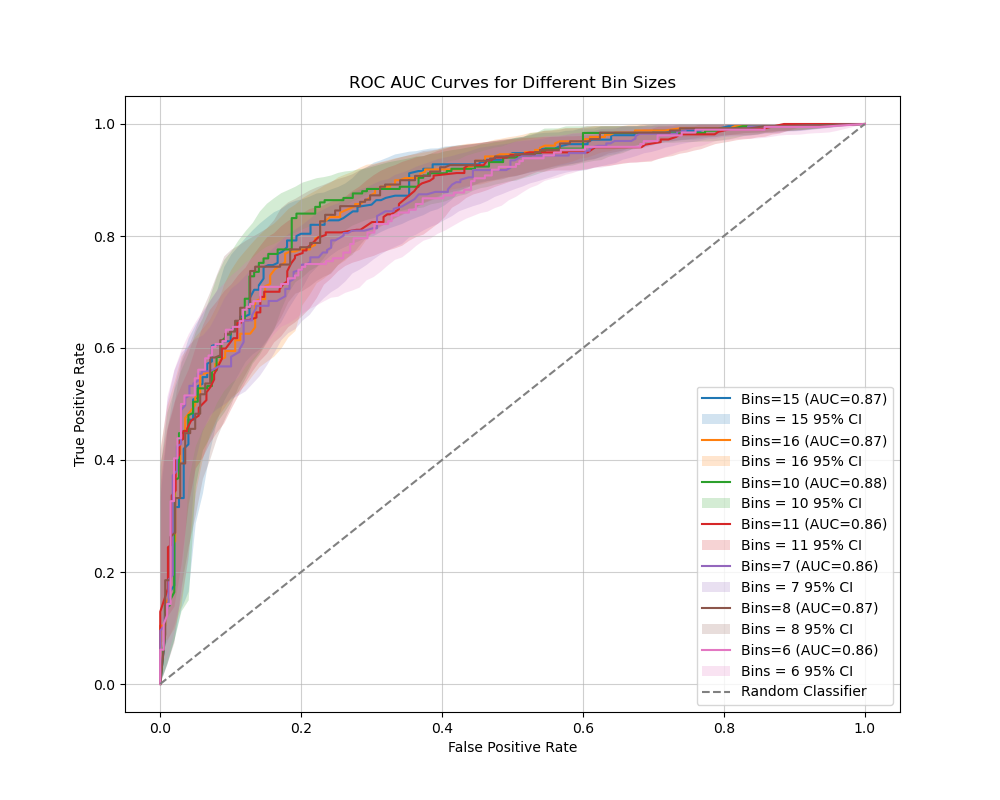 ROC AUC Curves for Different Bin Sizes
1.0
0.8
0.6
0.4
0.2
0.0
True Positive Rate
0.0 0.2 0.4 0.6 0.8 1.0
False Positive Rate
Bins=15 (AUC=0.87)
Bins = 15 95% CI
Bins=16 (AUC=0.87)
Bins = 16 95% CI
Bins=10 (AUC=0.88)
Bins = 10 95% CI
Bins=11 (AUC=0.86)
Bins = 11 95% CI
Bins=7 (AUC=0.86)
Bins = 7 95% CI
Bins=8 (AUC=0.87)
Bins = 8 95% CI
Bins=6 (AUC=0.86)
Bins = 6 95% CI
Random Classifier